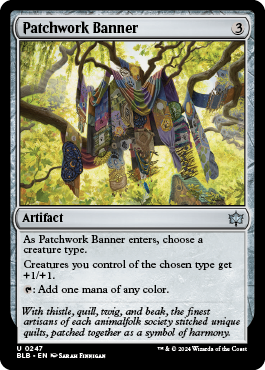 Patchwork Banner 3
Artifact
As Patchwork Banner enters, choose a
creature type.
Creatures you control of the chosen type get
+1/+1.
: Add one mana of any color.
With thistle, quill, twig, and beak, the finest
artisans of each animalfolk society stitched unique
quilts, patched together as a symbol of harmony.
U 0247
BLB • EN Sarah Finnigan
™ & © 2024 Wizards of the Coast